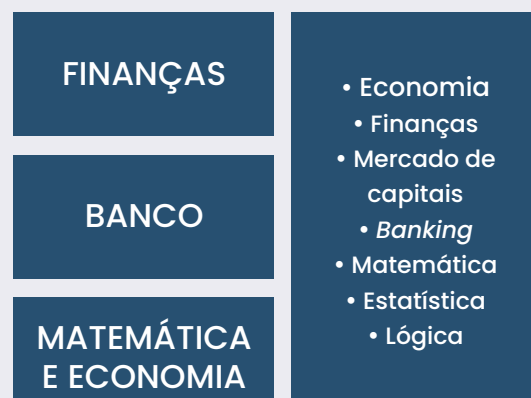 FINANÇAS
BANCO
MATEMÁTICA
E ECONOMIA
• Economia
• Finanças
• Mercado de
capitais
• Banking
• Matemática
• Estatística
• Lógica